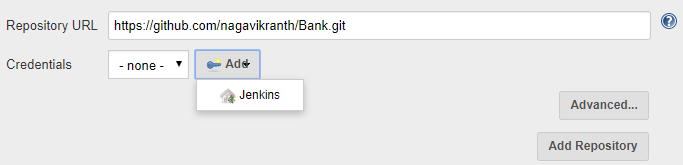 Repository URL https://github.com/nagavikranth/Bank.git
Credentials - none - Add
Jenkins
Advanced...
Add Repository